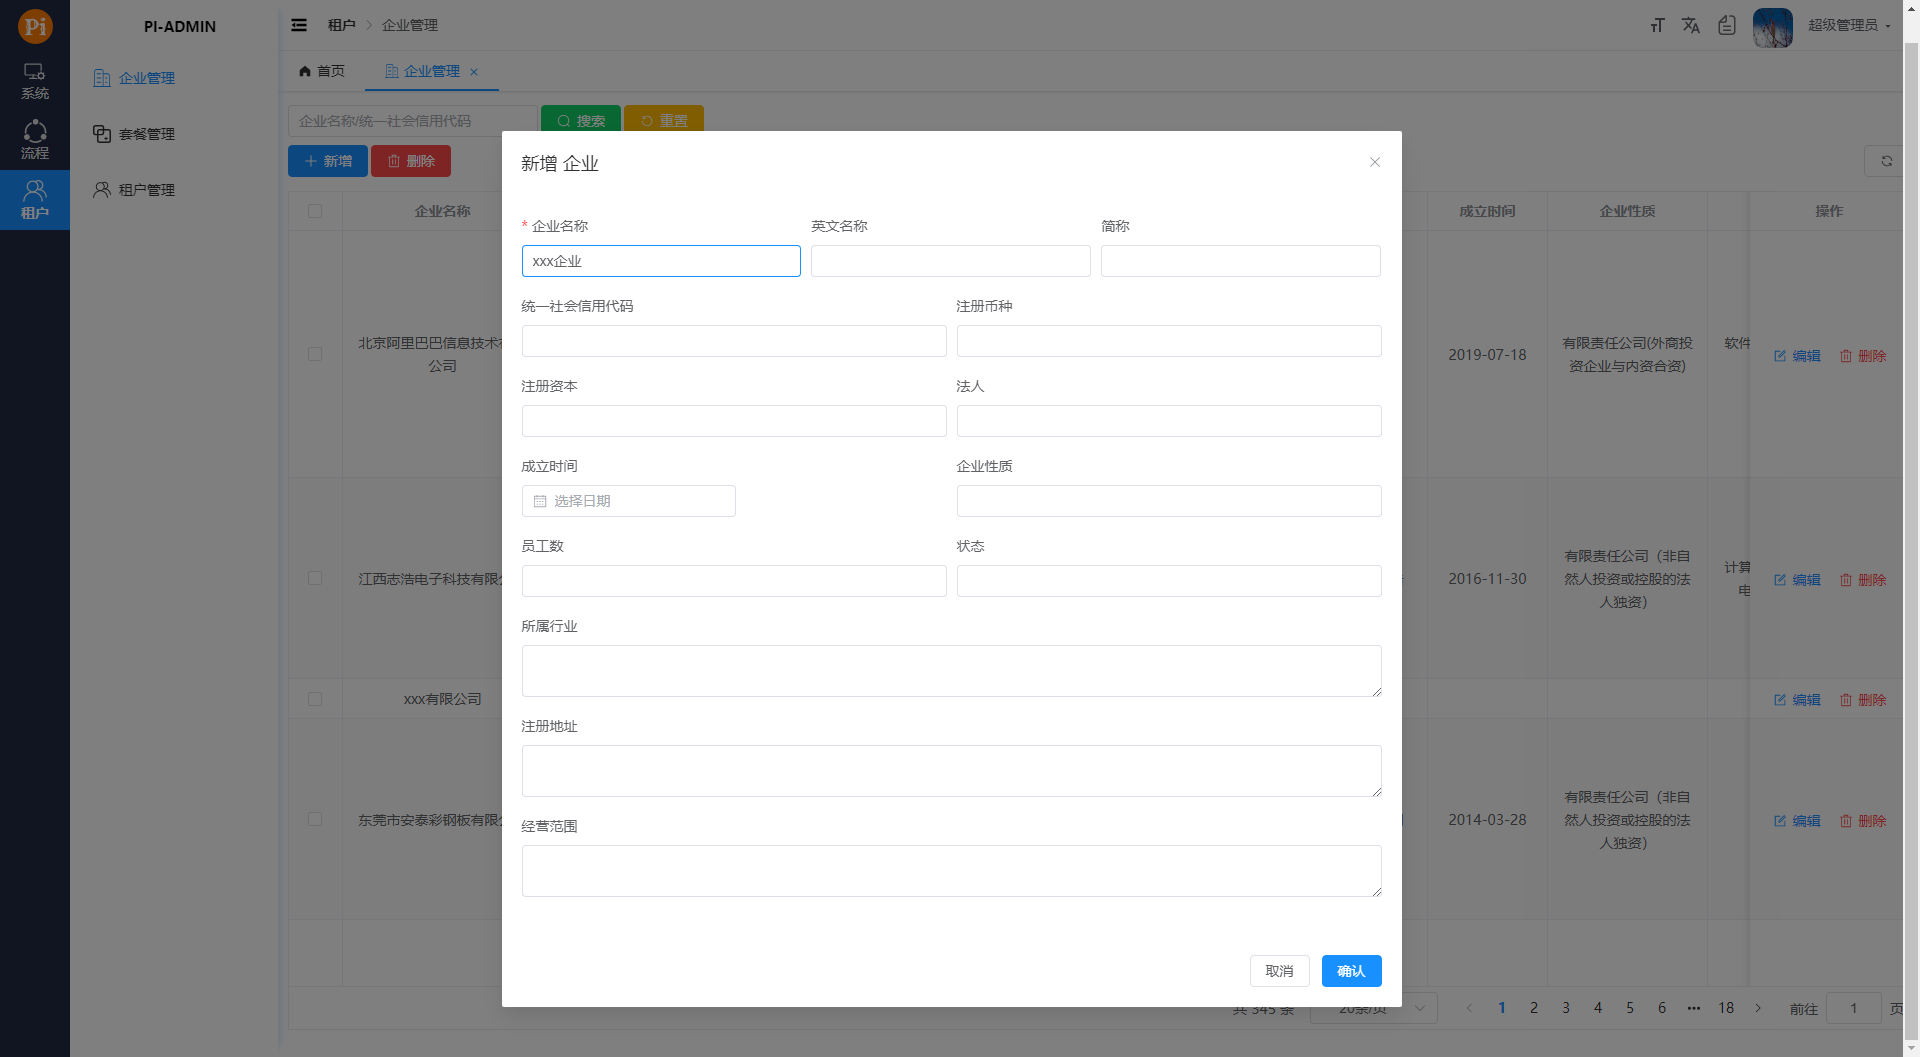 Pi
系统
流程
租户
PI-ADMIN
企业管理
套餐管理
租户管理
租户 > 企业管理
超级管理员
首页
企业管理
企业名称/统一社会信用代码
搜索
重置
新增
删除
企业名称
成立时间
企业性质
操作
北京阿里巴巴信息技术
公司
2019-07-18
有限责任公司(外商投
资企业与内资合资)
软件
编辑
删除
江西志浩电子科技有限
2016-11-30
有限责任公司（非自
然人投资或控股的法
人独资）
计算
电
编辑
删除
xxx有限公司
编辑
删除
东莞市安泰彩钢板有限
2014-03-28
有限责任公司（非自
然人投资或控股的法
人独资）
编辑
删除
新增 企业
* 企业名称
英文名称
简称
xxx企业
统一社会信用代码
注册币种
注册资本
法人
成立时间
企业性质
选择日期
员工数
状态
所属行业
注册地址
经营范围
取消
确认
共 345 条
20条/页
1 2 3 4 5 6 ••• 18
前往 1 页